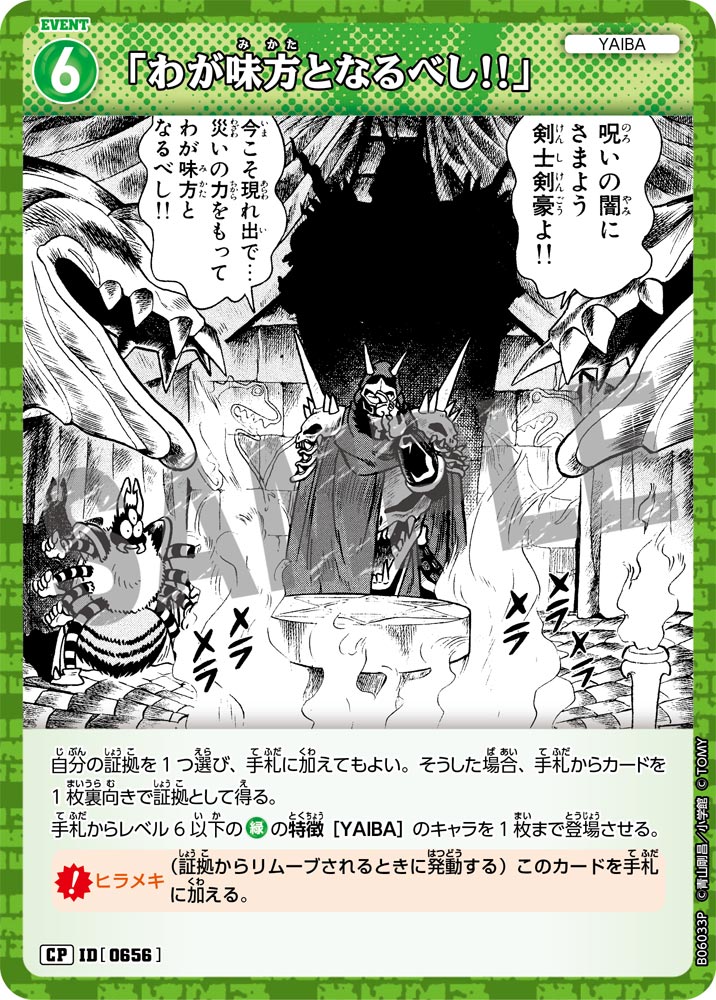 EVENT
6
「わが味方となるべし!!」
YAIBA
呪いの闇に
さまよう
剣士剣豪よ!!
今こそ現れ出で…
災いの力をもって
わが味方と
なるべし!!
メラ
メラ
メラ
メラ
SAMPLE
自分の証拠を1つ選び、手札に加えてもよい。そうした場合、手札からカードを
1枚裏向きで証拠として得る。
手札からレベル6以下の緑の特徴［YAIBA］のキャラを1枚まで登場させる。
ヒラメキ
（証拠からリムーブされるときに発動する）このカードを手札
に加える。
CP ID[ 0656 ]
B06033P ©青山剛昌／小学館 © TOMY